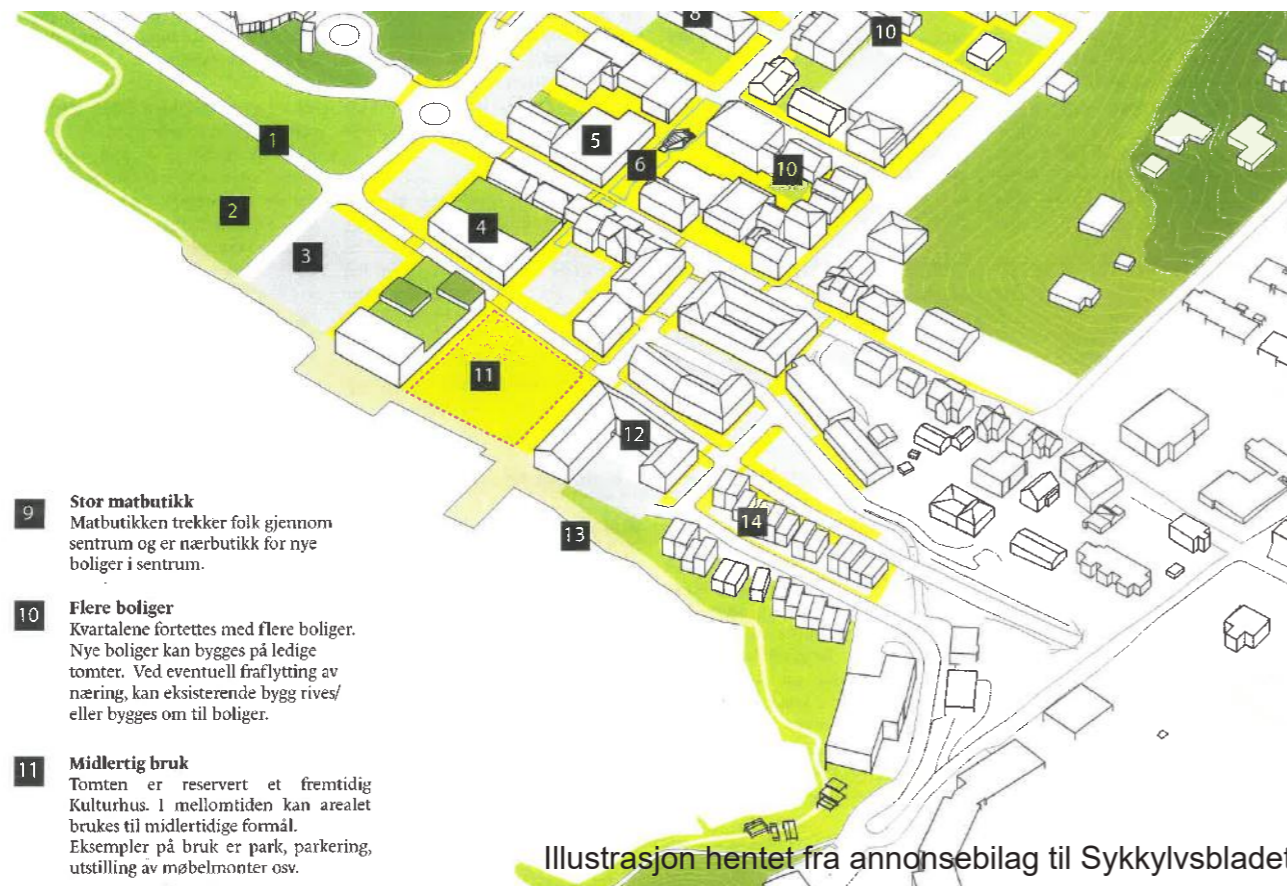 8
10
1
5
6
10
2
4
3
11
12
14
13
9
Stor matbutikk
Matbutikken trekker folk gjennom
sentrum og er nærbutikk for nye
boliger i sentrum.
10
Flere boliger
Kvartalene fortettes med flere boliger.
Nye boliger kan bygges på ledige
tomter. Ved eventuell fraflytting av
næring, kan eksisterende bygg rives/
eller bygges om til boliger.
11
Midlertig bruk
Tomten er reservert et fremtidig
Kulturhus. I mellomtiden kan arealet
brukes til midlertidige formål.
Eksempler på bruk er park, parkering,
utstilling av møbelmonter osv.
Illustrasjon hentet fra annonsebilag til Sykkylvsbladet